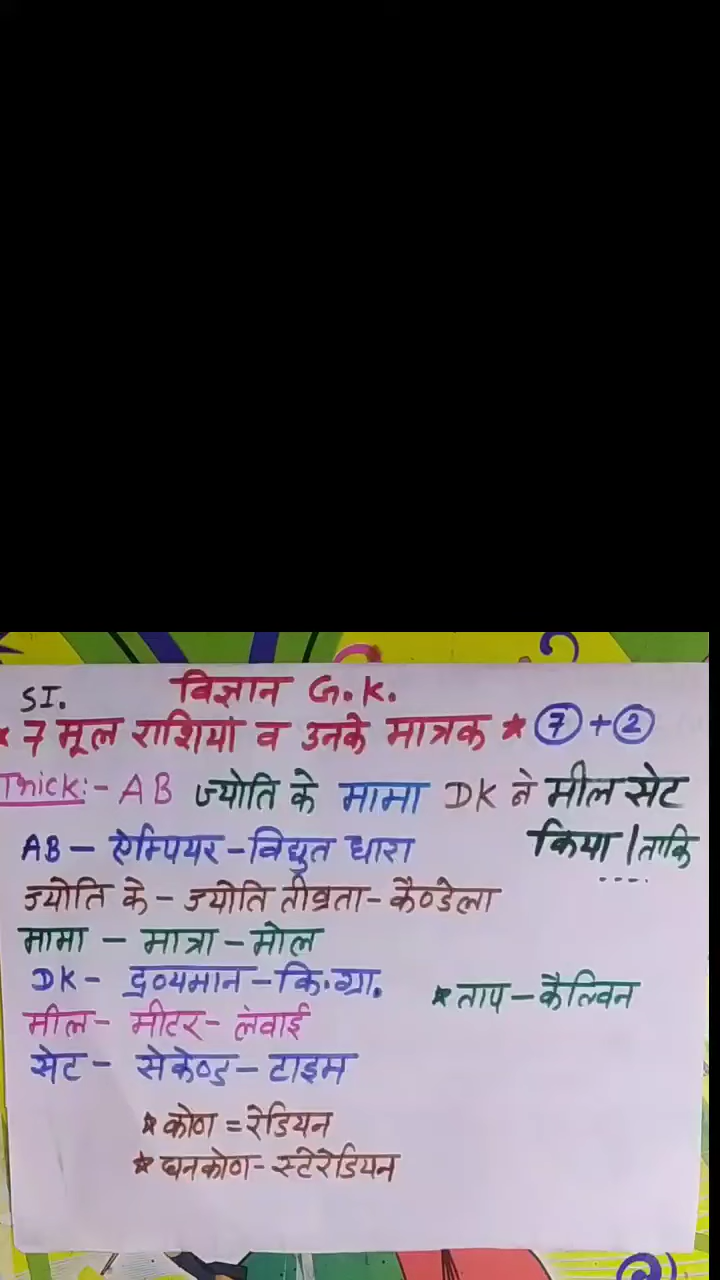 SI. विज्ञान G.K.
* 7 मूल राशियां व उनके मात्रक * ⑦ + ②
Thick:- AB ज्योति के मामा DK ने मील सेट
किया / ताकि
AB – ऐम्पियर – विद्युत धारा
ज्योति के – ज्योति तीव्रता – कैण्डेला
मामा – मात्रा – मोल
DK – द्रव्यमान – कि.ग्रा.
* ताप – कैल्विन
मील – मीटर – लंवाई
सेट – सेकेण्ड – टाइम
* कोण = रेडियन
* घनकोण – स्टेरेडियन